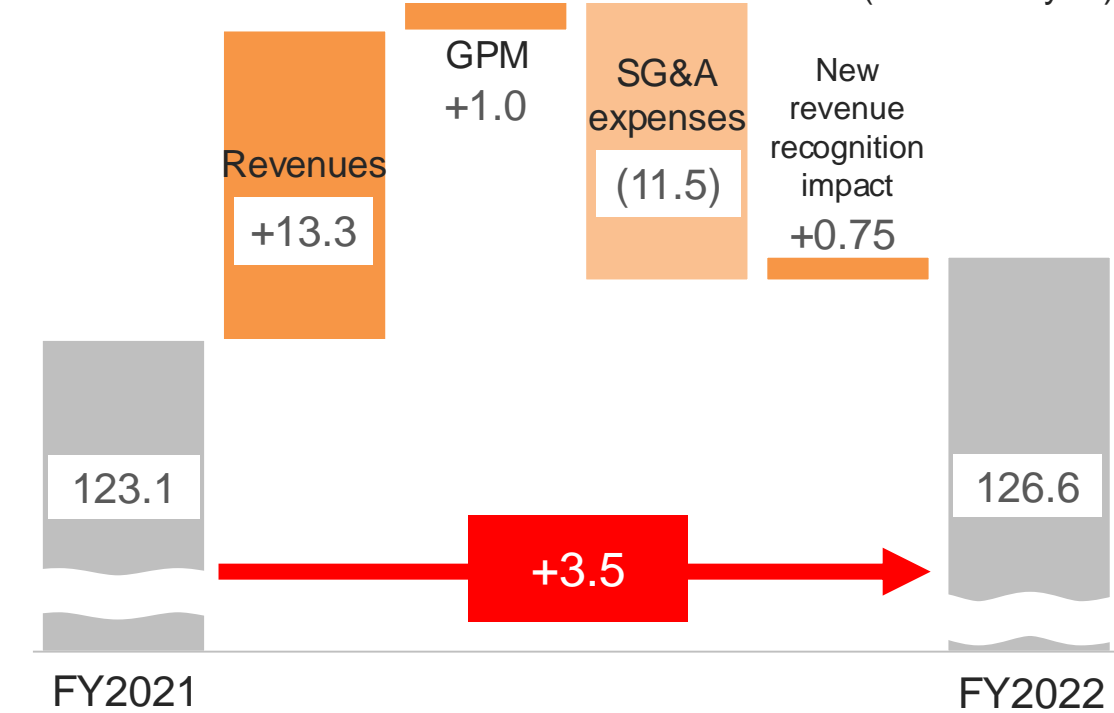 GPM
+1.0
SG&A
expenses
(11.5)
New
revenue
recognition
impact
+0.75
Revenues
+13.3
123.1
126.6
+3.5
FY2021
FY2022